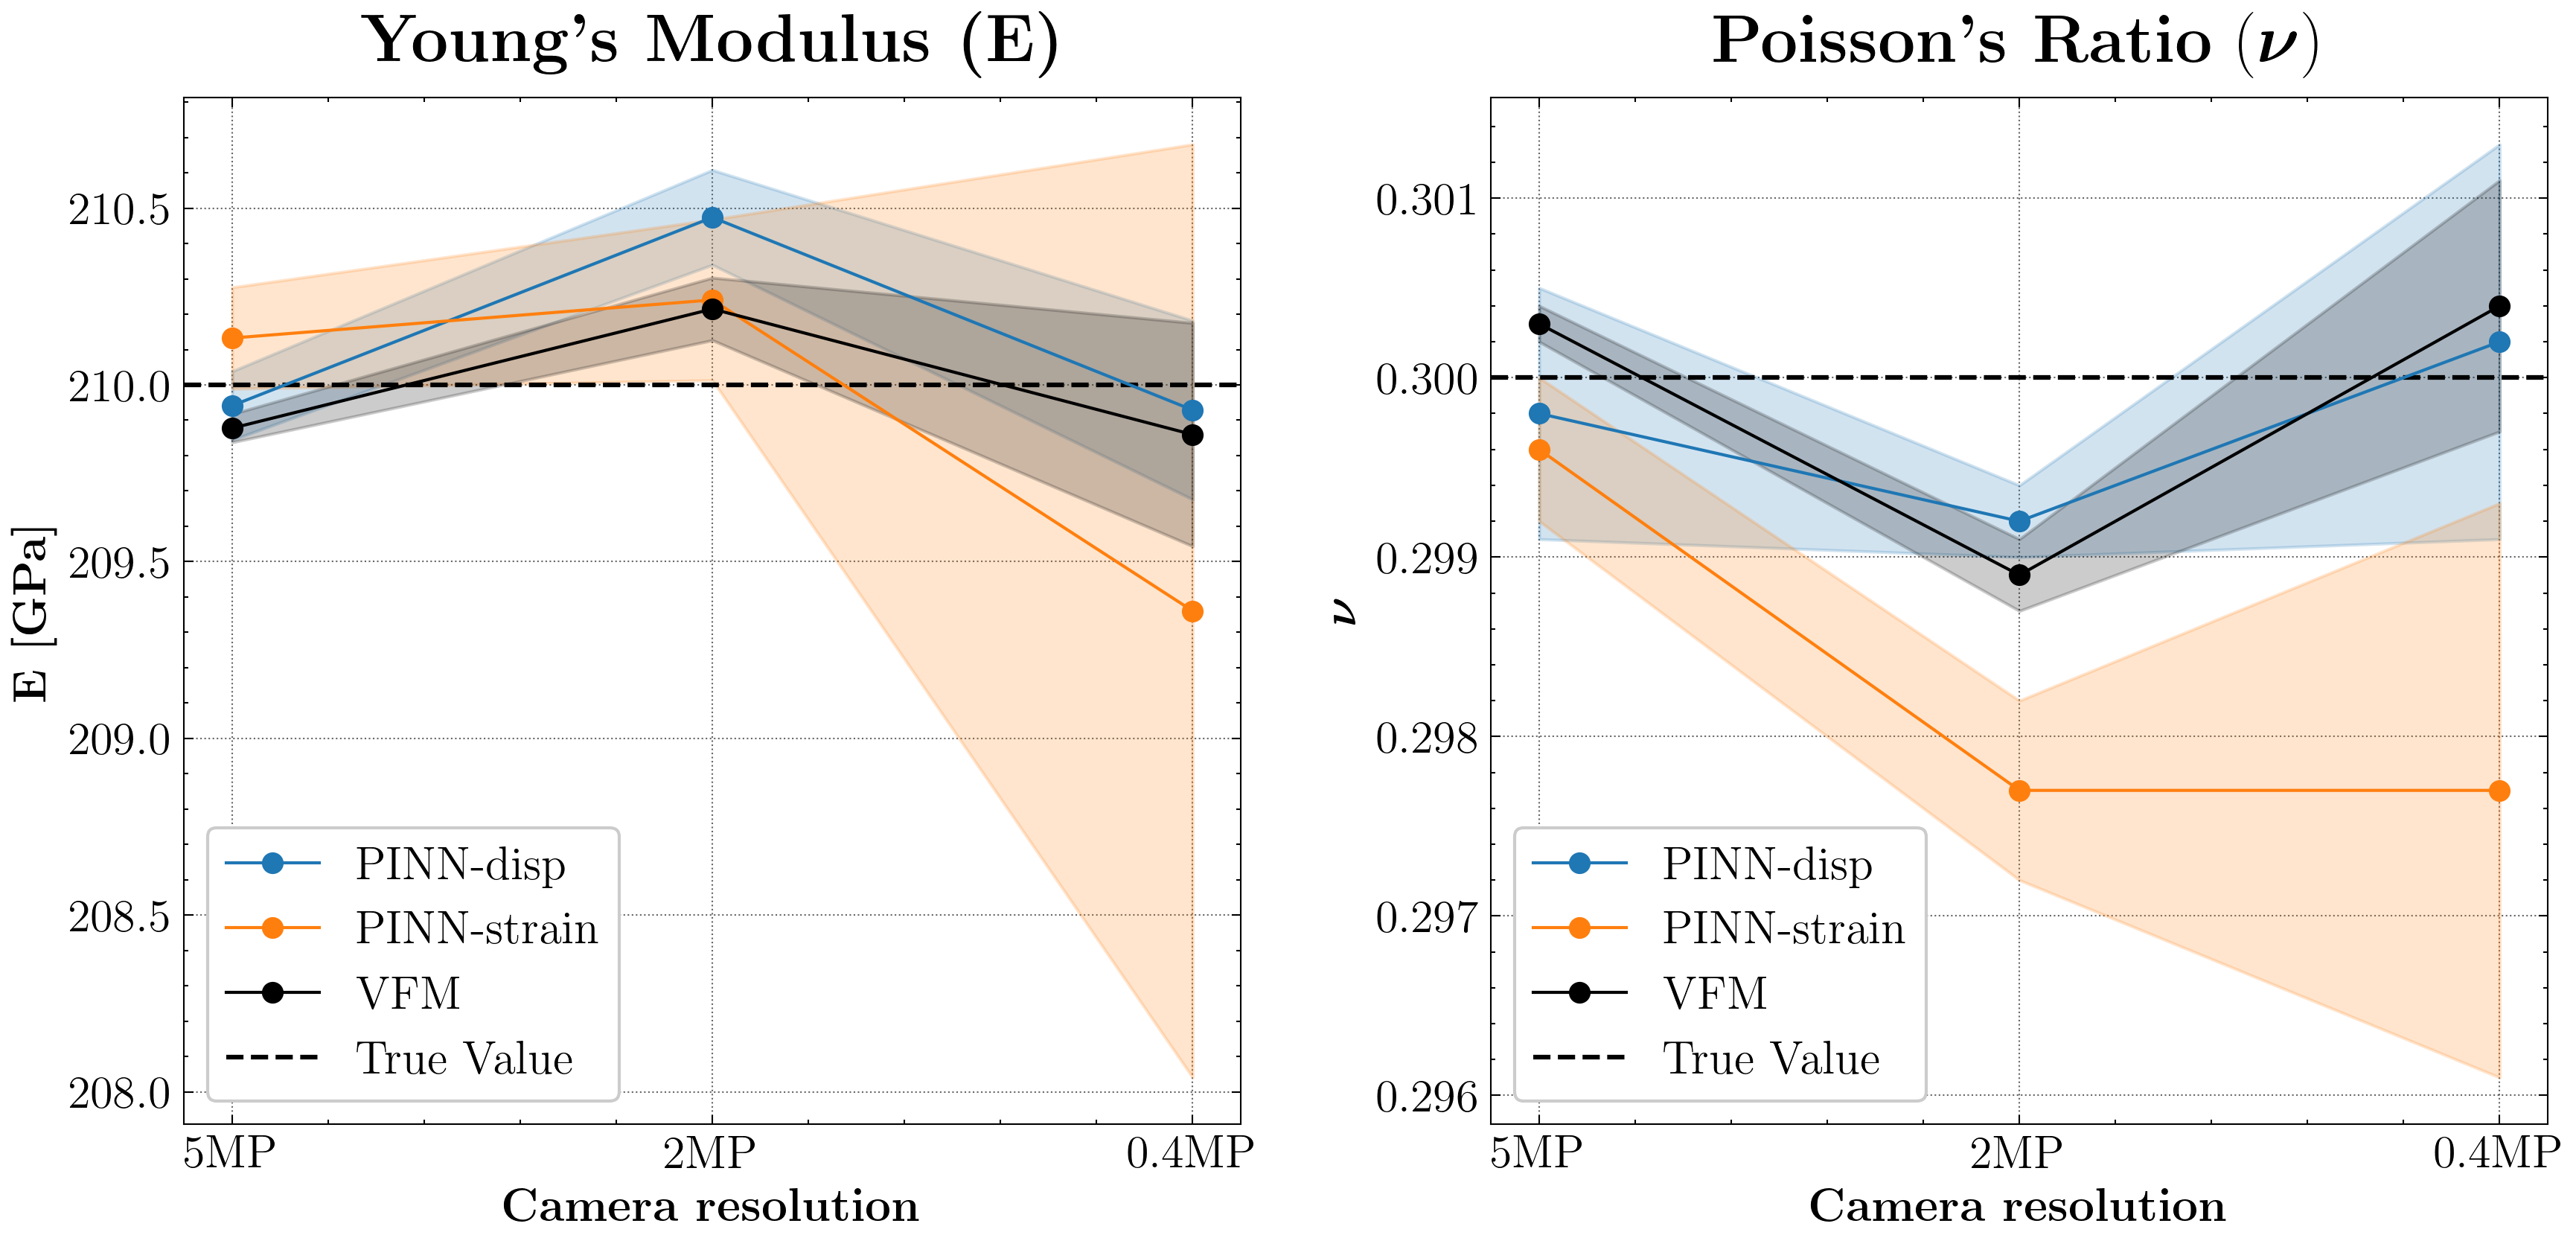 Young's Modulus (E)
E [GPa]
210.5
210.0
209.5
209.0
208.5
208.0
PINN-disp
PINN-strain
VFM
True Value
5MP 2MP 0.4MP
Camera resolution
Poisson's Ratio (ν)
ν
0.301
0.300
0.299
0.298
0.297
0.296
PINN-disp
PINN-strain
VFM
True Value
5MP 2MP 0.4MP
Camera resolution